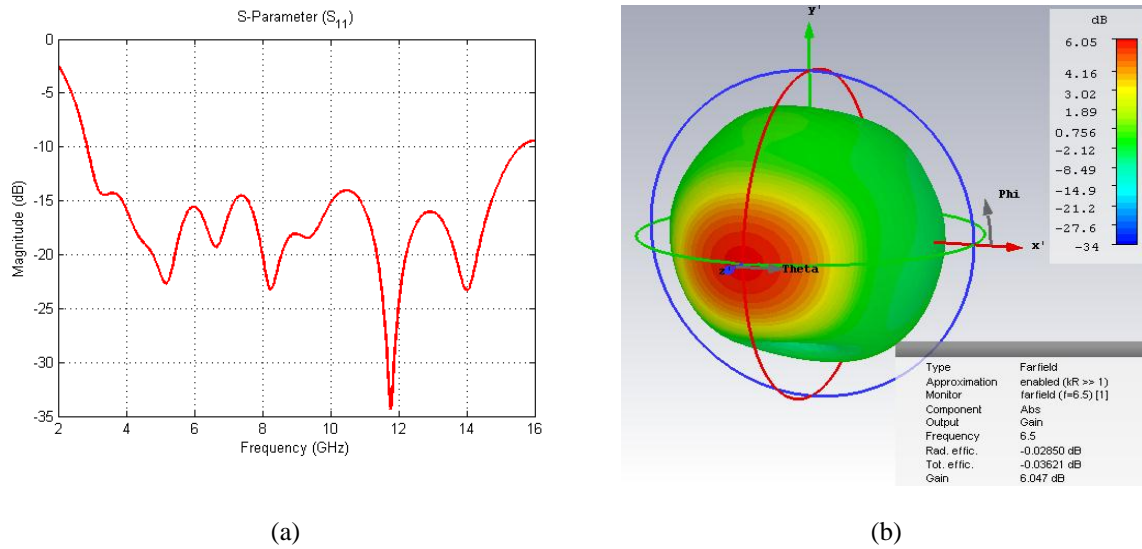 S-Parameter (S11)
0
-5
-10
-15
-20
-25
-30
-35
Magnitude (dB)
2
4
6
8
10
12
14
16
Frequency (GHz)
(a)
y'
Phi
x'
z'
Theta
dB
6.05
4.16
3.02
1.89
0.756
-2.12
-8.49
-14.9
-21.2
-27.6
-34
Type Farfield
Approximation enabled (kR >> 1)
Monitor farfield (f=6.5) [1]
Component Abs
Output Gain
Frequency 6.5
Rad. effic. -0.02850 dB
Tot. effic. -0.03621 dB
Gain 6.047 dB
(b)